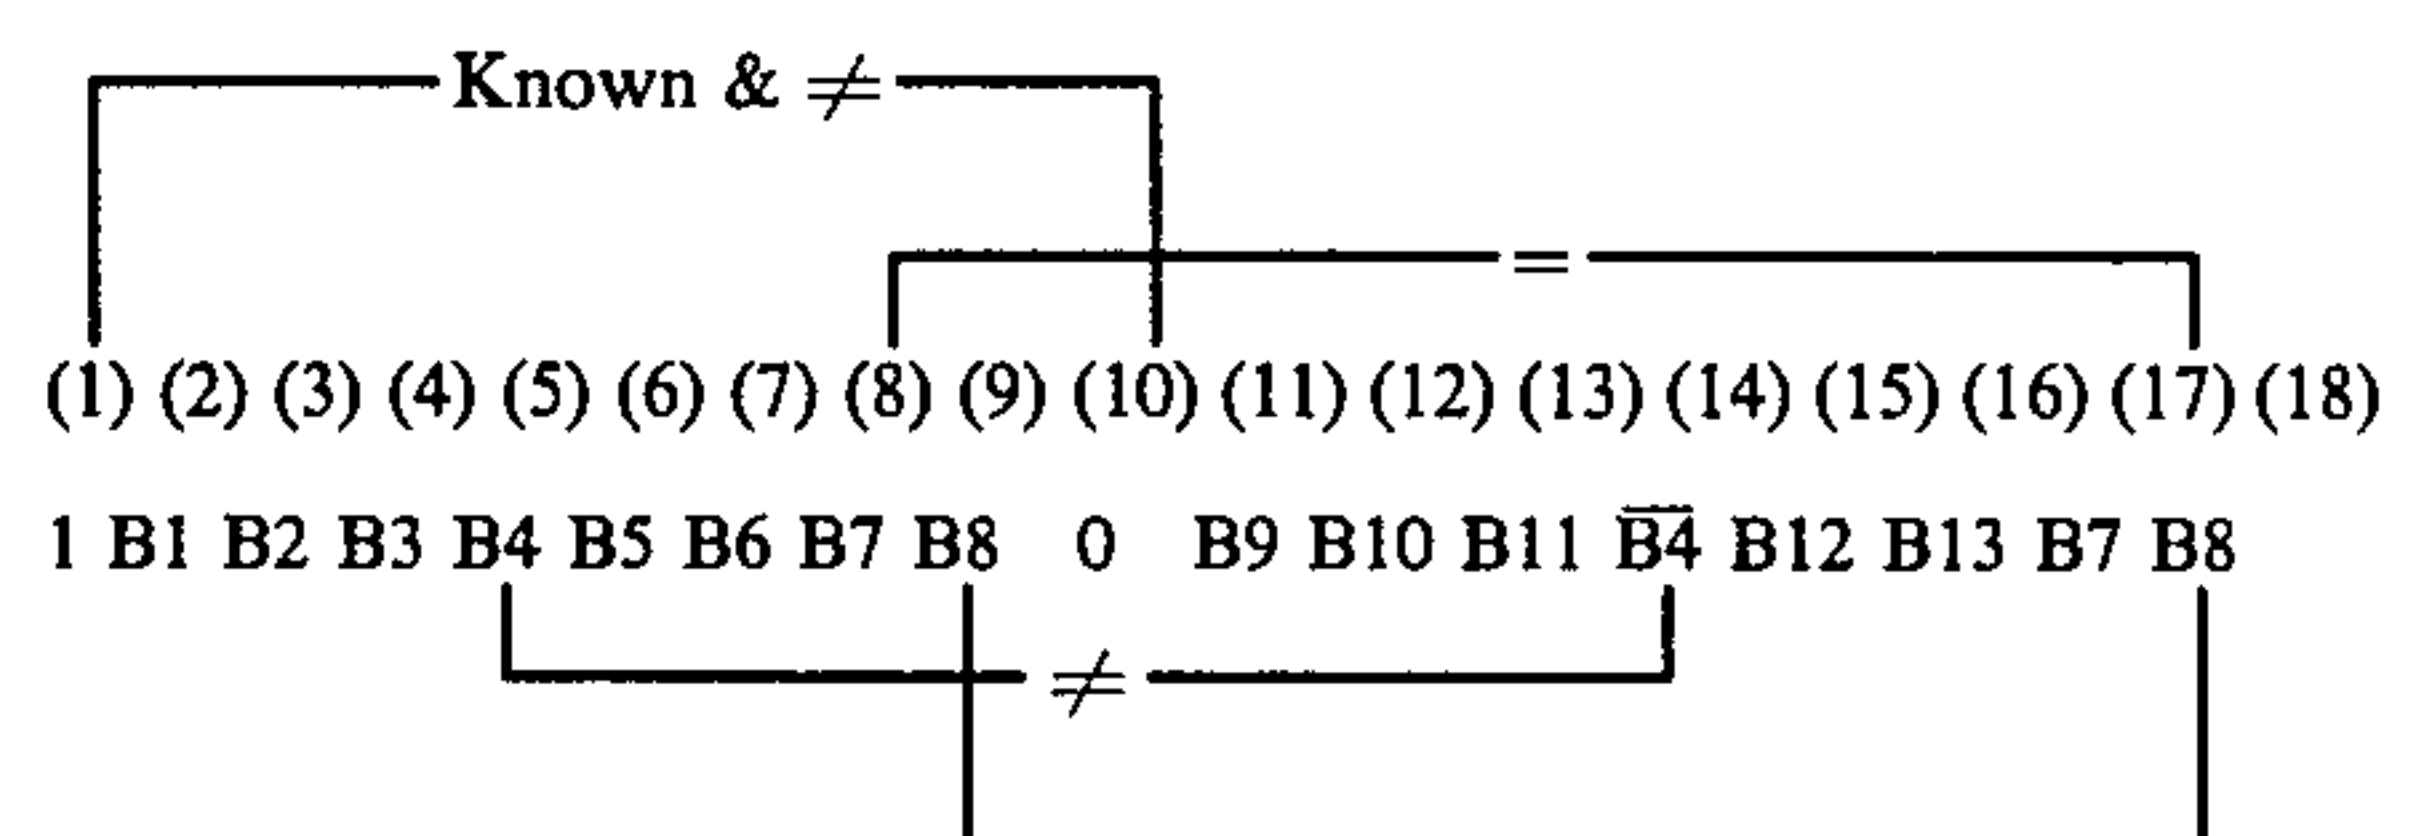 Known & ≠
=
(1) (2) (3) (4) (5) (6) (7) (8) (9) (10) (11) (12) (13) (14) (15) (16) (17) (18)
1 B1 B2 B3 B4 B5 B6 B7 B8 0 B9 B10 B11 B̅4̅ B12 B13 B7 B8
≠